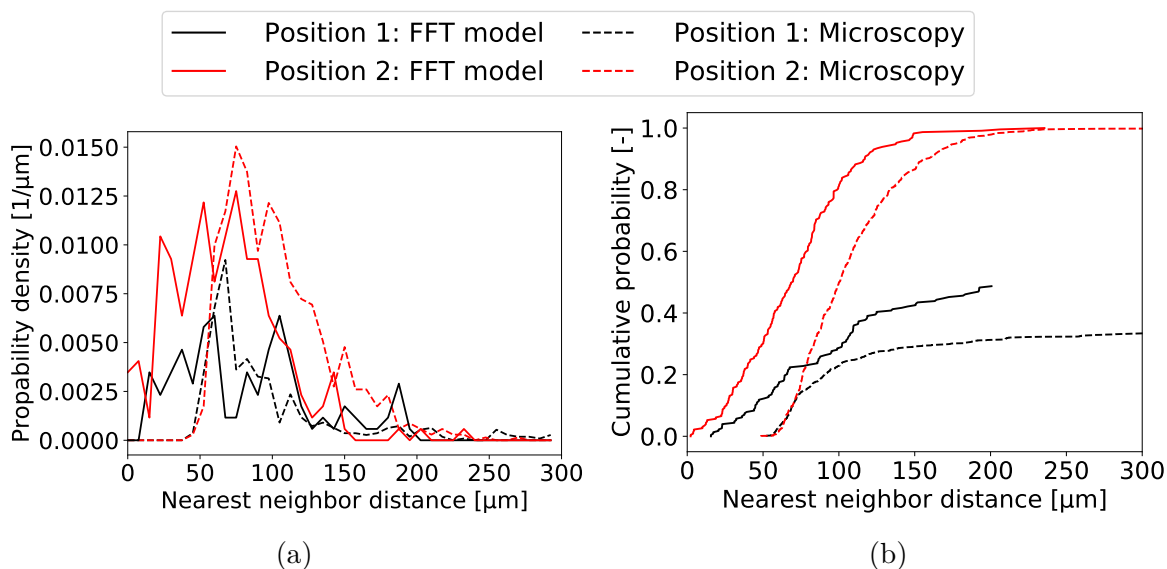 Position 1: FFT model
Position 1: Microscopy
Position 2: FFT model
Position 2: Microscopy
Propability density [1/μm]
0.0150
0.0125
0.0100
0.0075
0.0050
0.0025
0.0000
0 50 100 150 200 250 300
Nearest neighbor distance [μm]
(a)
Cumulative probability [-]
1.0
0.8
0.6
0.4
0.2
0.0
0 50 100 150 200 250 300
Nearest neighbor distance [μm]
(b)